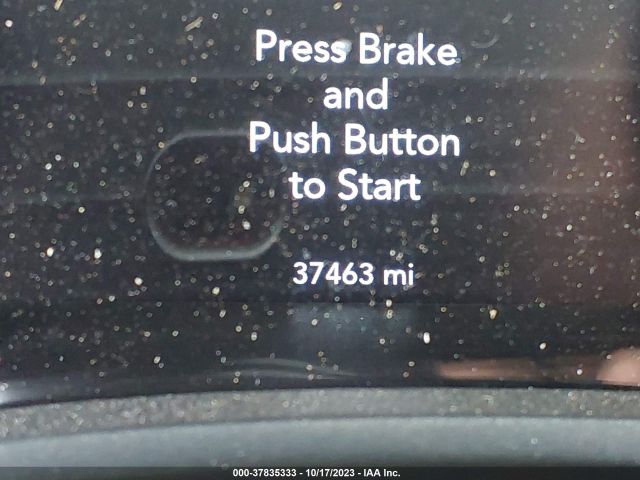 Press Brake
and
Push Button
to Start
37463 mi
000-37835333 - 10/17/2023 - IAA Inc.